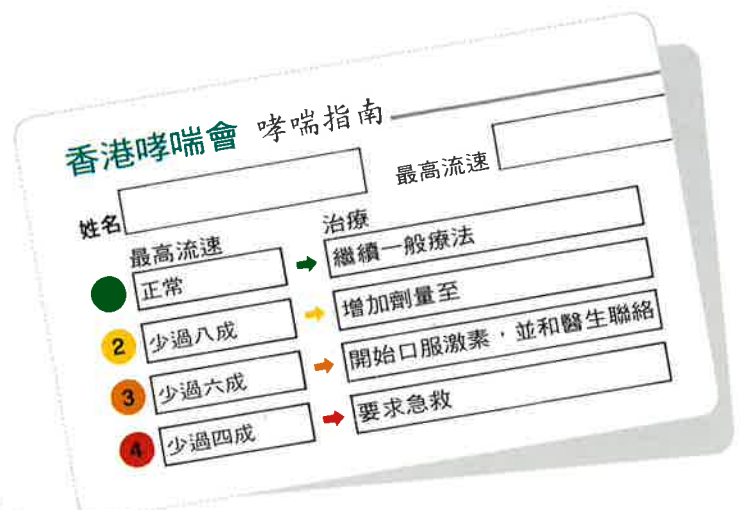 香港哮喘會 哮喘指南
姓名 最高流速
最高流速 治療
正常 繼續一般療法
2 少過八成 增加劑量至
3 少過六成 開始口服激素，並和醫生聯絡
4 少過四成 要求急救